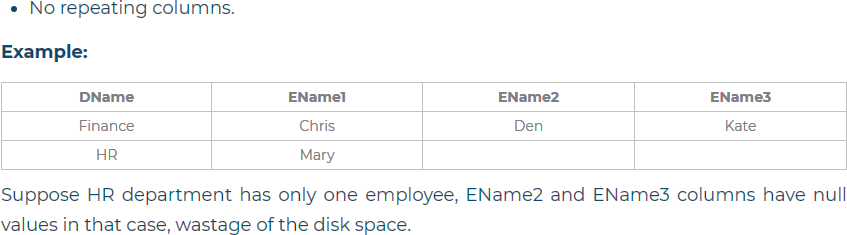 • No repeating columns.
Example:
DName EName1 EName2 EName3
Finance Chris Den Kate
HR Mary
Suppose HR department has only one employee, EName2 and EName3 columns have null
values in that case, wastage of the disk space.